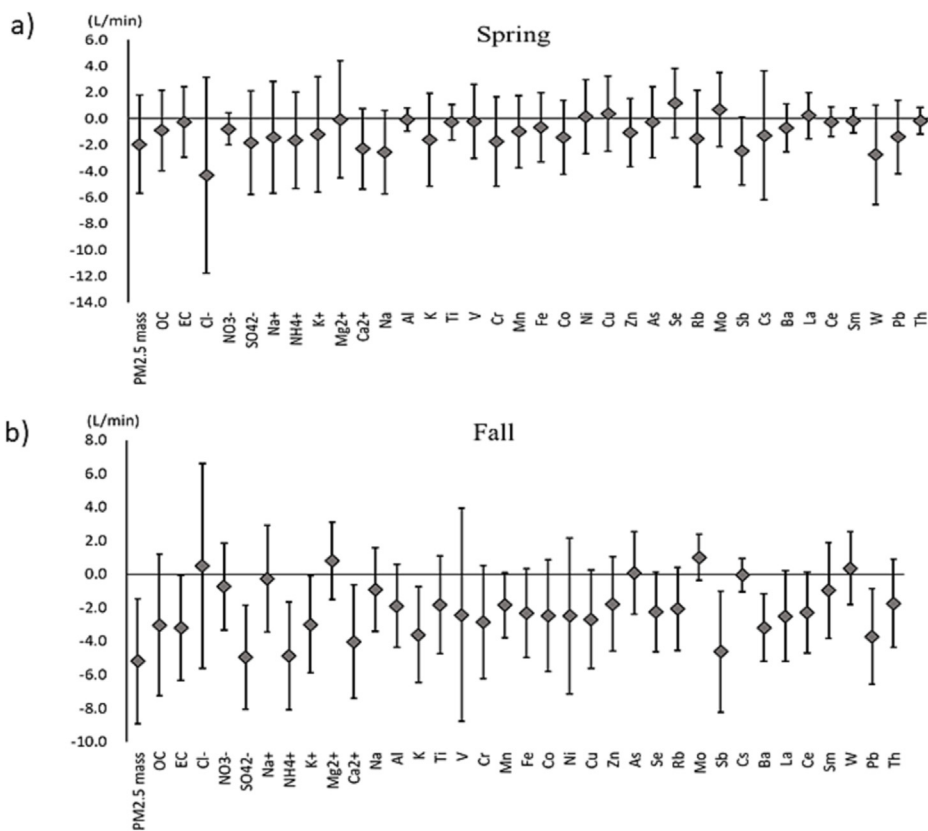 a)
(L/min)
Spring
6.0
4.0
2.0
0.0
-2.0
-4.0
-6.0
-8.0
-10.0
-12.0
-14.0
PM2.5 mass OC EC Cl- NO3- SO42- Na+ NH4+ K+ Mg2+ Ca2+ Na Al K Ti V Cr Mn Fe Co Ni Cu Zn As Se Rb Mo Sb Cs Ba La Ce Sm W Pb Th
b)
(L/min)
Fall
8.0
6.0
4.0
2.0
0.0
-2.0
-4.0
-6.0
-8.0
-10.0
PM2.5 mass OC EC Cl- NO3- SO42- Na+ NH4+ K+ Mg2+ Ca2+ Na Al K Ti V Cr Mn Fe Co Ni Cu Zn As Se Rb Mo Sb Cs Ba La Ce Sm W Pb Th